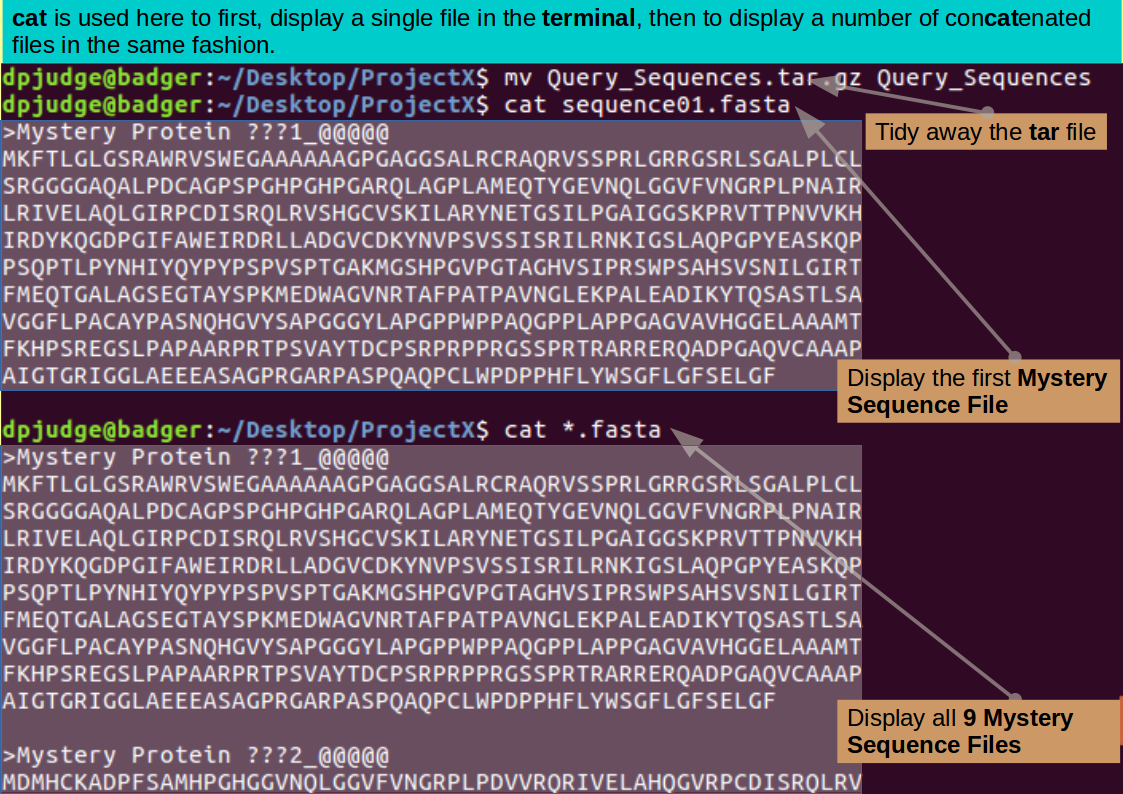 cat is used here to first, display a single file in the terminal, then to display a number of concatenated
files in the same fashion.
dpjudge@badger:~/Desktop/ProjectX$ mv Query_Sequences.tar.gz Query_Sequences
dpjudge@badger:~/Desktop/ProjectX$ cat sequence01.fasta
Tidy away the tar file
>Mystery Protein ???1_@@@@@
MKFTLGLGSRAWRVSWEGAAAAAAGPGAGGSALRCRAQRVSSPRLGRRGSRLSGALPLCL
SRGGGGAQALPDCAGPSPGHPGHPGARQLAGPLAMEQTYGEVNQLGGVFVNGRPLPNAIR
LRIVELAQLGIRPCDISRQLRVSHGCVSKILARYNETGSILPGAIGGSKPRVTTPNVVKH
IRDYKQGDPGIFAWEIRDRLLADGVCDKYNVPSVSSISRILRNKIGSLAQPGPYEASKQP
PSQPTLPYNHIYQYPYPSPVSPTGAKMGSHPGVPGTAGHVSIPRSWPSAHSVSNILGIRT
FMEQTGALAGSEGTAYSPKMEDWAGVNRTAFPATPAVNGLEKPALEADIKYTQSASTLSA
VGGFLPACAYPASNQHGVYSAPGGGYLAPGPPWPPAQGPPLAPPGAGVAVHGGELAAAMT
FKHPSREGSLPAPAARPRTPSVAYTDCPSRPRPPRGSSPRTRARRERQADPGAQVCAAAP
AIGTGRIGGLAEEEASAGPRGARPASPQAQPCLWPDPPHFLYWSGFLGFSELGF
Display the first Mystery
Sequence File
dpjudge@badger:~/Desktop/ProjectX$ cat *.fasta
>Mystery Protein ???1_@@@@@
MKFTLGLGSRAWRVSWEGAAAAAAGPGAGGSALRCRAQRVSSPRLGRRGSRLSGALPLCL
SRGGGGAQALPDCAGPSPGHPGHPGARQLAGPLAMEQTYGEVNQLGGVFVNGRPLPNAIR
LRIVELAQLGIRPCDISRQLRVSHGCVSKILARYNETGSILPGAIGGSKPRVTTPNVVKH
IRDYKQGDPGIFAWEIRDRLLADGVCDKYNVPSVSSISRILRNKIGSLAQPGPYEASKQP
PSQPTLPYNHIYQYPYPSPVSPTGAKMGSHPGVPGTAGHVSIPRSWPSAHSVSNILGIRT
FMEQTGALAGSEGTAYSPKMEDWAGVNRTAFPATPAVNGLEKPALEADIKYTQSASTLSA
VGGFLPACAYPASNQHGVYSAPGGGYLAPGPPWPPAQGPPLAPPGAGVAVHGGELAAAMT
FKHPSREGSLPAPAARPRTPSVAYTDCPSRPRPPRGSSPRTRARRERQADPGAQVCAAAP
AIGTGRIGGLAEEEASAGPRGARPASPQAQPCLWPDPPHFLYWSGFLGFSELGF
Display all 9 Mystery
Sequence Files
>Mystery Protein ???2_@@@@@
MDMHCKADPFSAMHPGHGGVNQLGGVFVNGRPLPDVVRQRIVELAHQGVRPCDISRQLRV